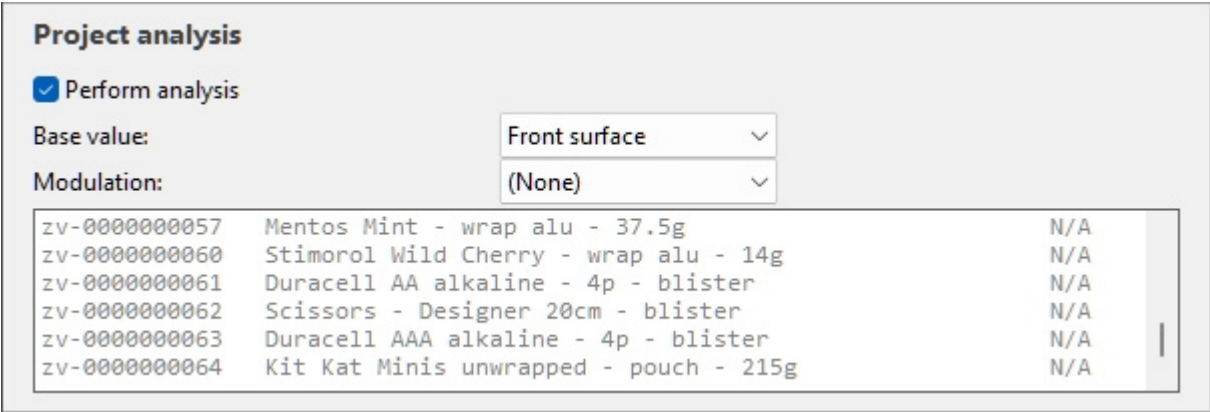 Project analysis
Perform analysis
Base value: Front surface
Modulation: (None)
zv-0000000057 Mentos Mint - wrap alu - 37.5g N/A
zv-0000000060 Stimorol Wild Cherry - wrap alu - 14g N/A
zv-0000000061 Duracell AA alkaline - 4p - blister N/A
zv-0000000062 Scissors - Designer 20cm - blister N/A
zv-0000000063 Duracell AAA alkaline - 4p - blister N/A
zv-0000000064 Kit Kat Minis unwrapped - pouch - 215g N/A